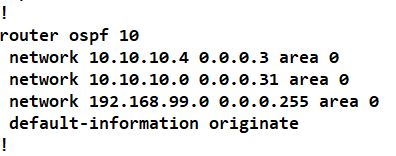 !
router ospf 10
network 10.10.10.4 0.0.0.3 area 0
network 10.10.10.0 0.0.0.31 area 0
network 192.168.99.0 0.0.0.255 area 0
default-information originate
!